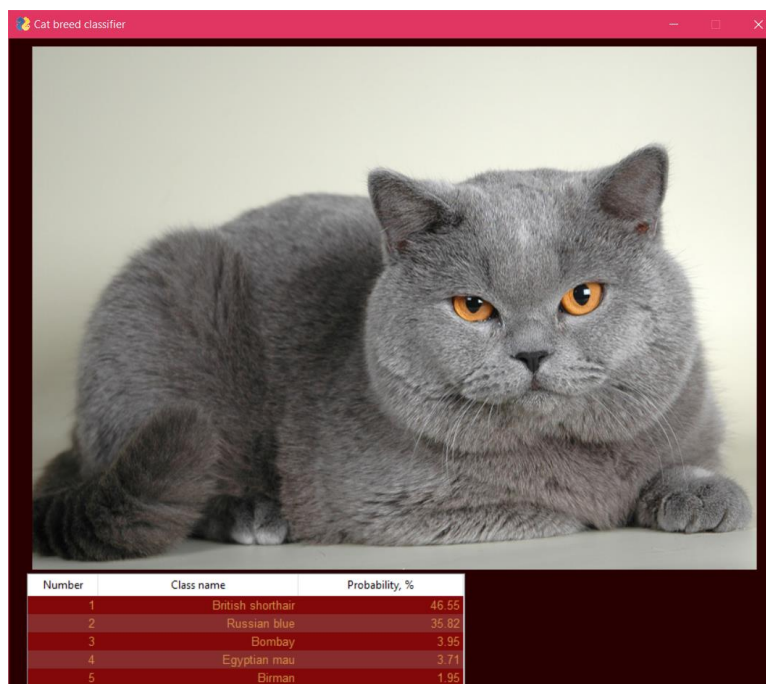 Cat breed classifier
Number Class name Probability, %
1 British shorthair 46.55
2 Russian blue 35.82
3 Bombay 3.95
4 Egyptian mau 3.71
5 Birman 1.95